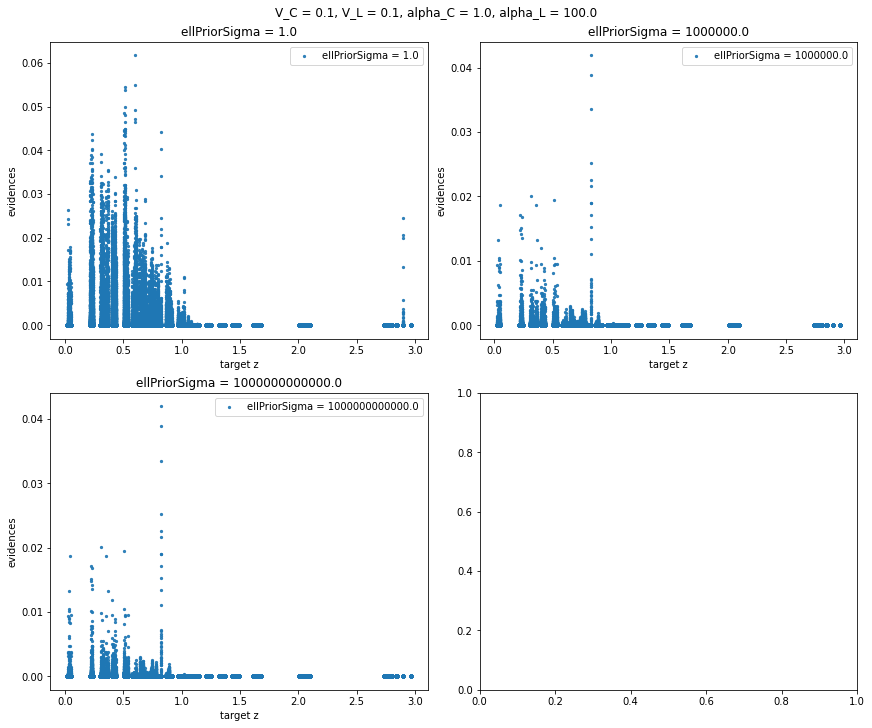 V_C = 0.1, V_L = 0.1, alpha_C = 1.0, alpha_L = 100.0
ellPriorSigma = 1.0
ellPriorSigma = 1.0
0.06
0.05
0.04
0.03
0.02
0.01
0.00
evidences
0.0 0.5 1.0 1.5 2.0 2.5 3.0
target z
ellPriorSigma = 1000000.0
ellPriorSigma = 1000000.0
0.04
0.03
0.02
0.01
0.00
evidences
0.0 0.5 1.0 1.5 2.0 2.5 3.0
target z
ellPriorSigma = 1000000000000.0
ellPriorSigma = 1000000000000.0
0.04
0.03
0.02
0.01
0.00
evidences
0.0 0.5 1.0 1.5 2.0 2.5 3.0
target z
1.0
0.8
0.6
0.4
0.2
0.0
0.0 0.2 0.4 0.6 0.8 1.0